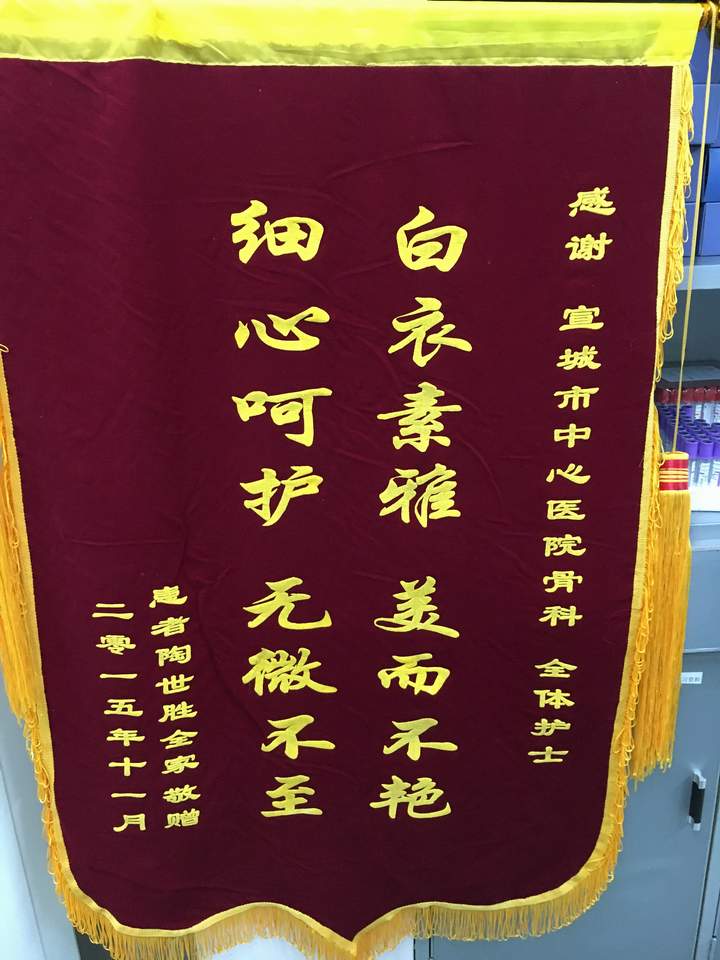 感谢 宣城市中心医院骨科 全体护士
白衣素雅 美而不艳
细心呵护 无微不至
患者陶世胜全家敬赠
二零一五年十一月